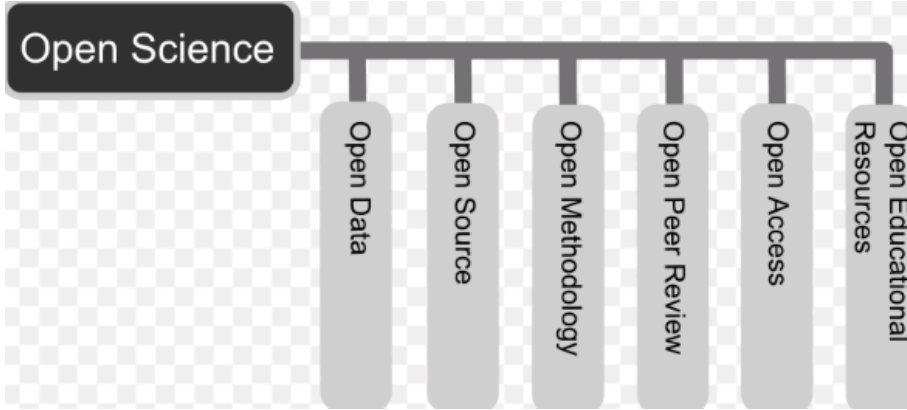 Open Science
Open Data
Open Source
Open Methodology
Open Peer Review
Open Access
Open Educational
Resources